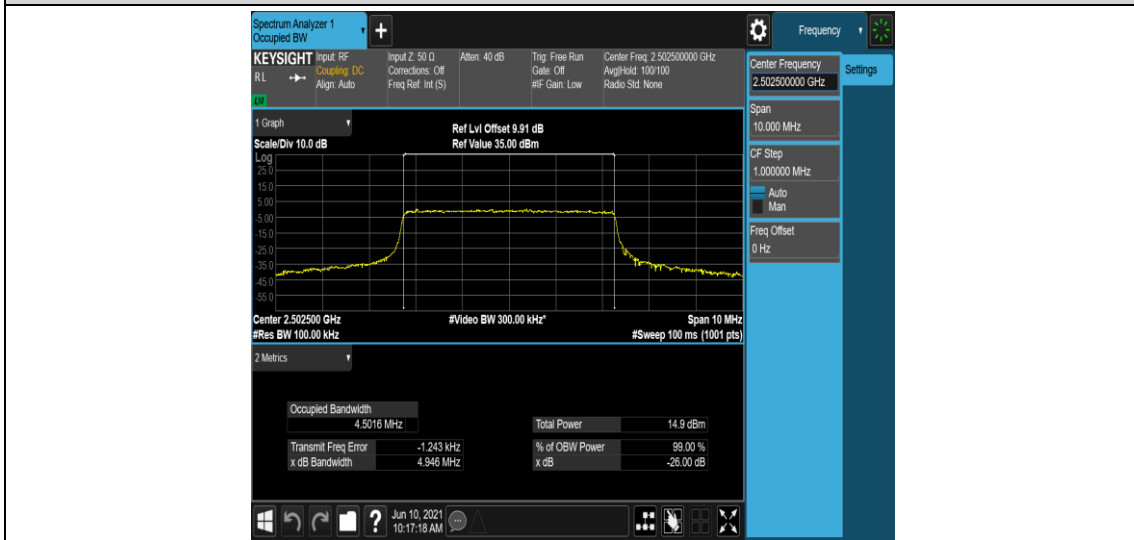 Spectrum Analyzer 1
Occupied BW
+
Frequency
KEYSIGHT Input: RF Input Z: 50 Ω Atten: 40 dB Trig: Free Run Center Freq: 2.502500000 GHz
RL Coupling: DC Corrections: Off Gate: Off Avg|Hold: 100/100
Align: Auto Freq Ref: Int (S) #IF Gain: Low Radio Std: None
Center Frequency
2.502500000 GHz
Settings
Span
10.000 MHz
CF Step
1.000000 MHz
Auto
Man
Freq Offset
0 Hz
1 Graph
Ref Lvl Offset 9.91 dB
Scale/Div 10.0 dB Ref Value 35.00 dBm
Log
25.0
15.0
5.00
-5.00
-15.0
-25.0
-35.0
-45.0
-55.0
Center 2.502500 GHz #Video BW 300.00 kHz* Span 10 MHz
#Res BW 100.00 kHz #Sweep 100 ms (1001 pts)
2 Metrics
Occupied Bandwidth
4.5016 MHz Total Power 14.9 dBm
Transmit Freq Error -1.243 kHz % of OBW Power 99.00 %
x dB Bandwidth 4.946 MHz x dB -26.00 dB
? Jun 10, 2021
10:17:18 AM